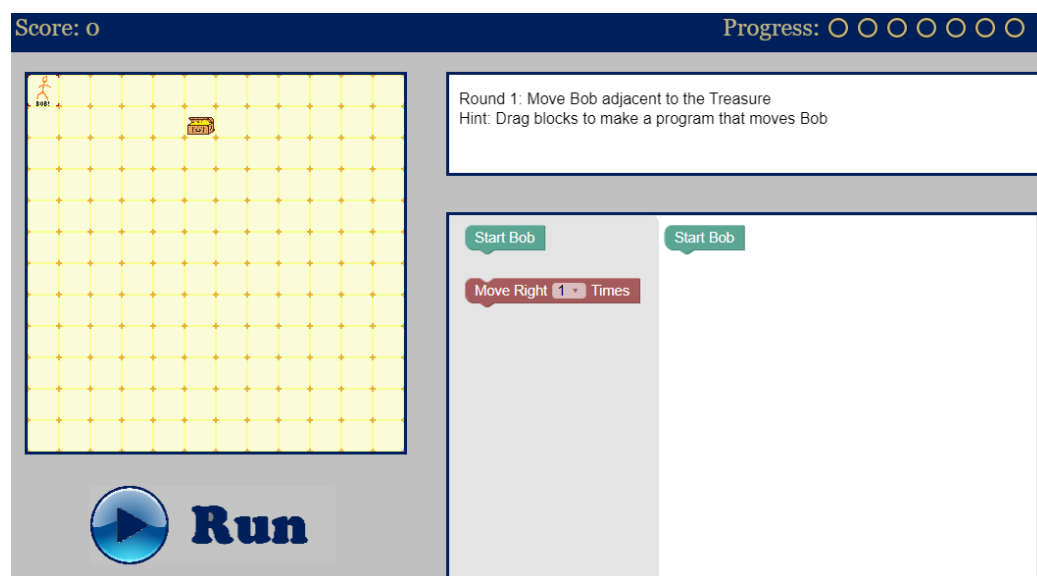 Score: 0
Progress:
BOB!
Round 1: Move Bob adjacent to the Treasure
Hint: Drag blocks to make a program that moves Bob
Start Bob
Start Bob
Move Right 1 Times
Run